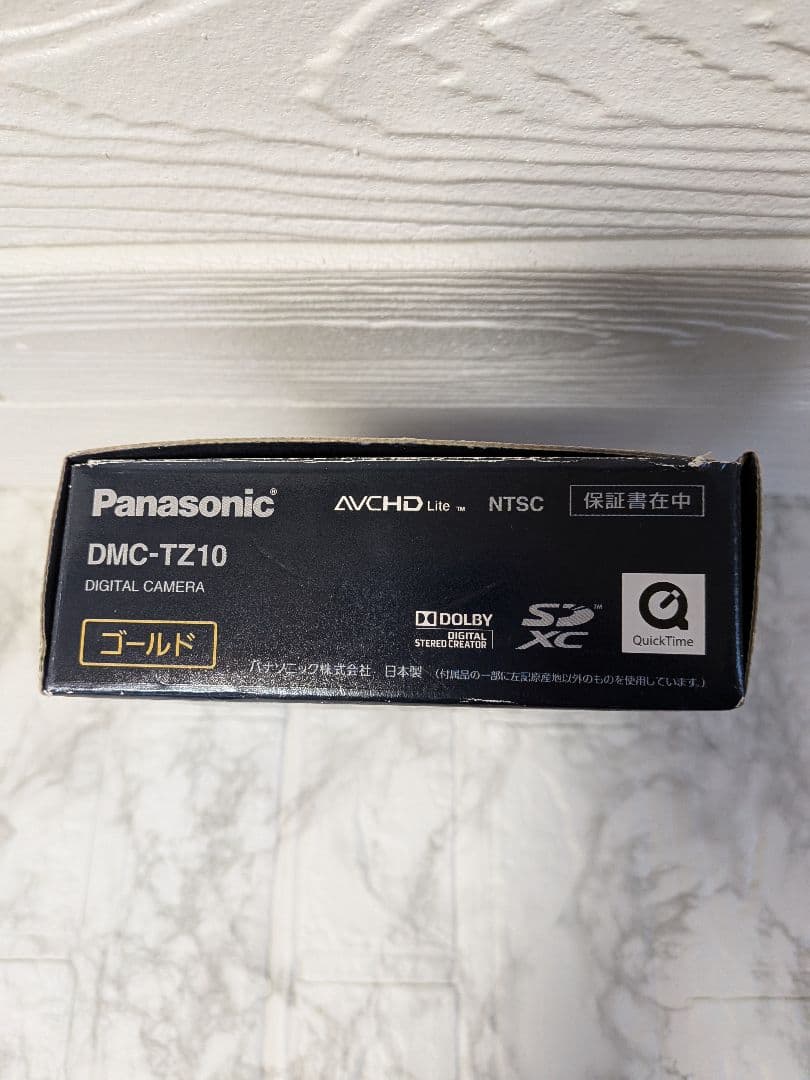 Panasonic®
AVCHD Lite ™ NTSC 保証書在中
DMC-TZ10
DIGITAL CAMERA
ゴールド
DOLBY
DIGITAL
STEREO CREATOR
SD XC ™
QuickTime
パナソニック株式会社 日本製 (付属品の一部に左記原産地以外のものを使用しています。)